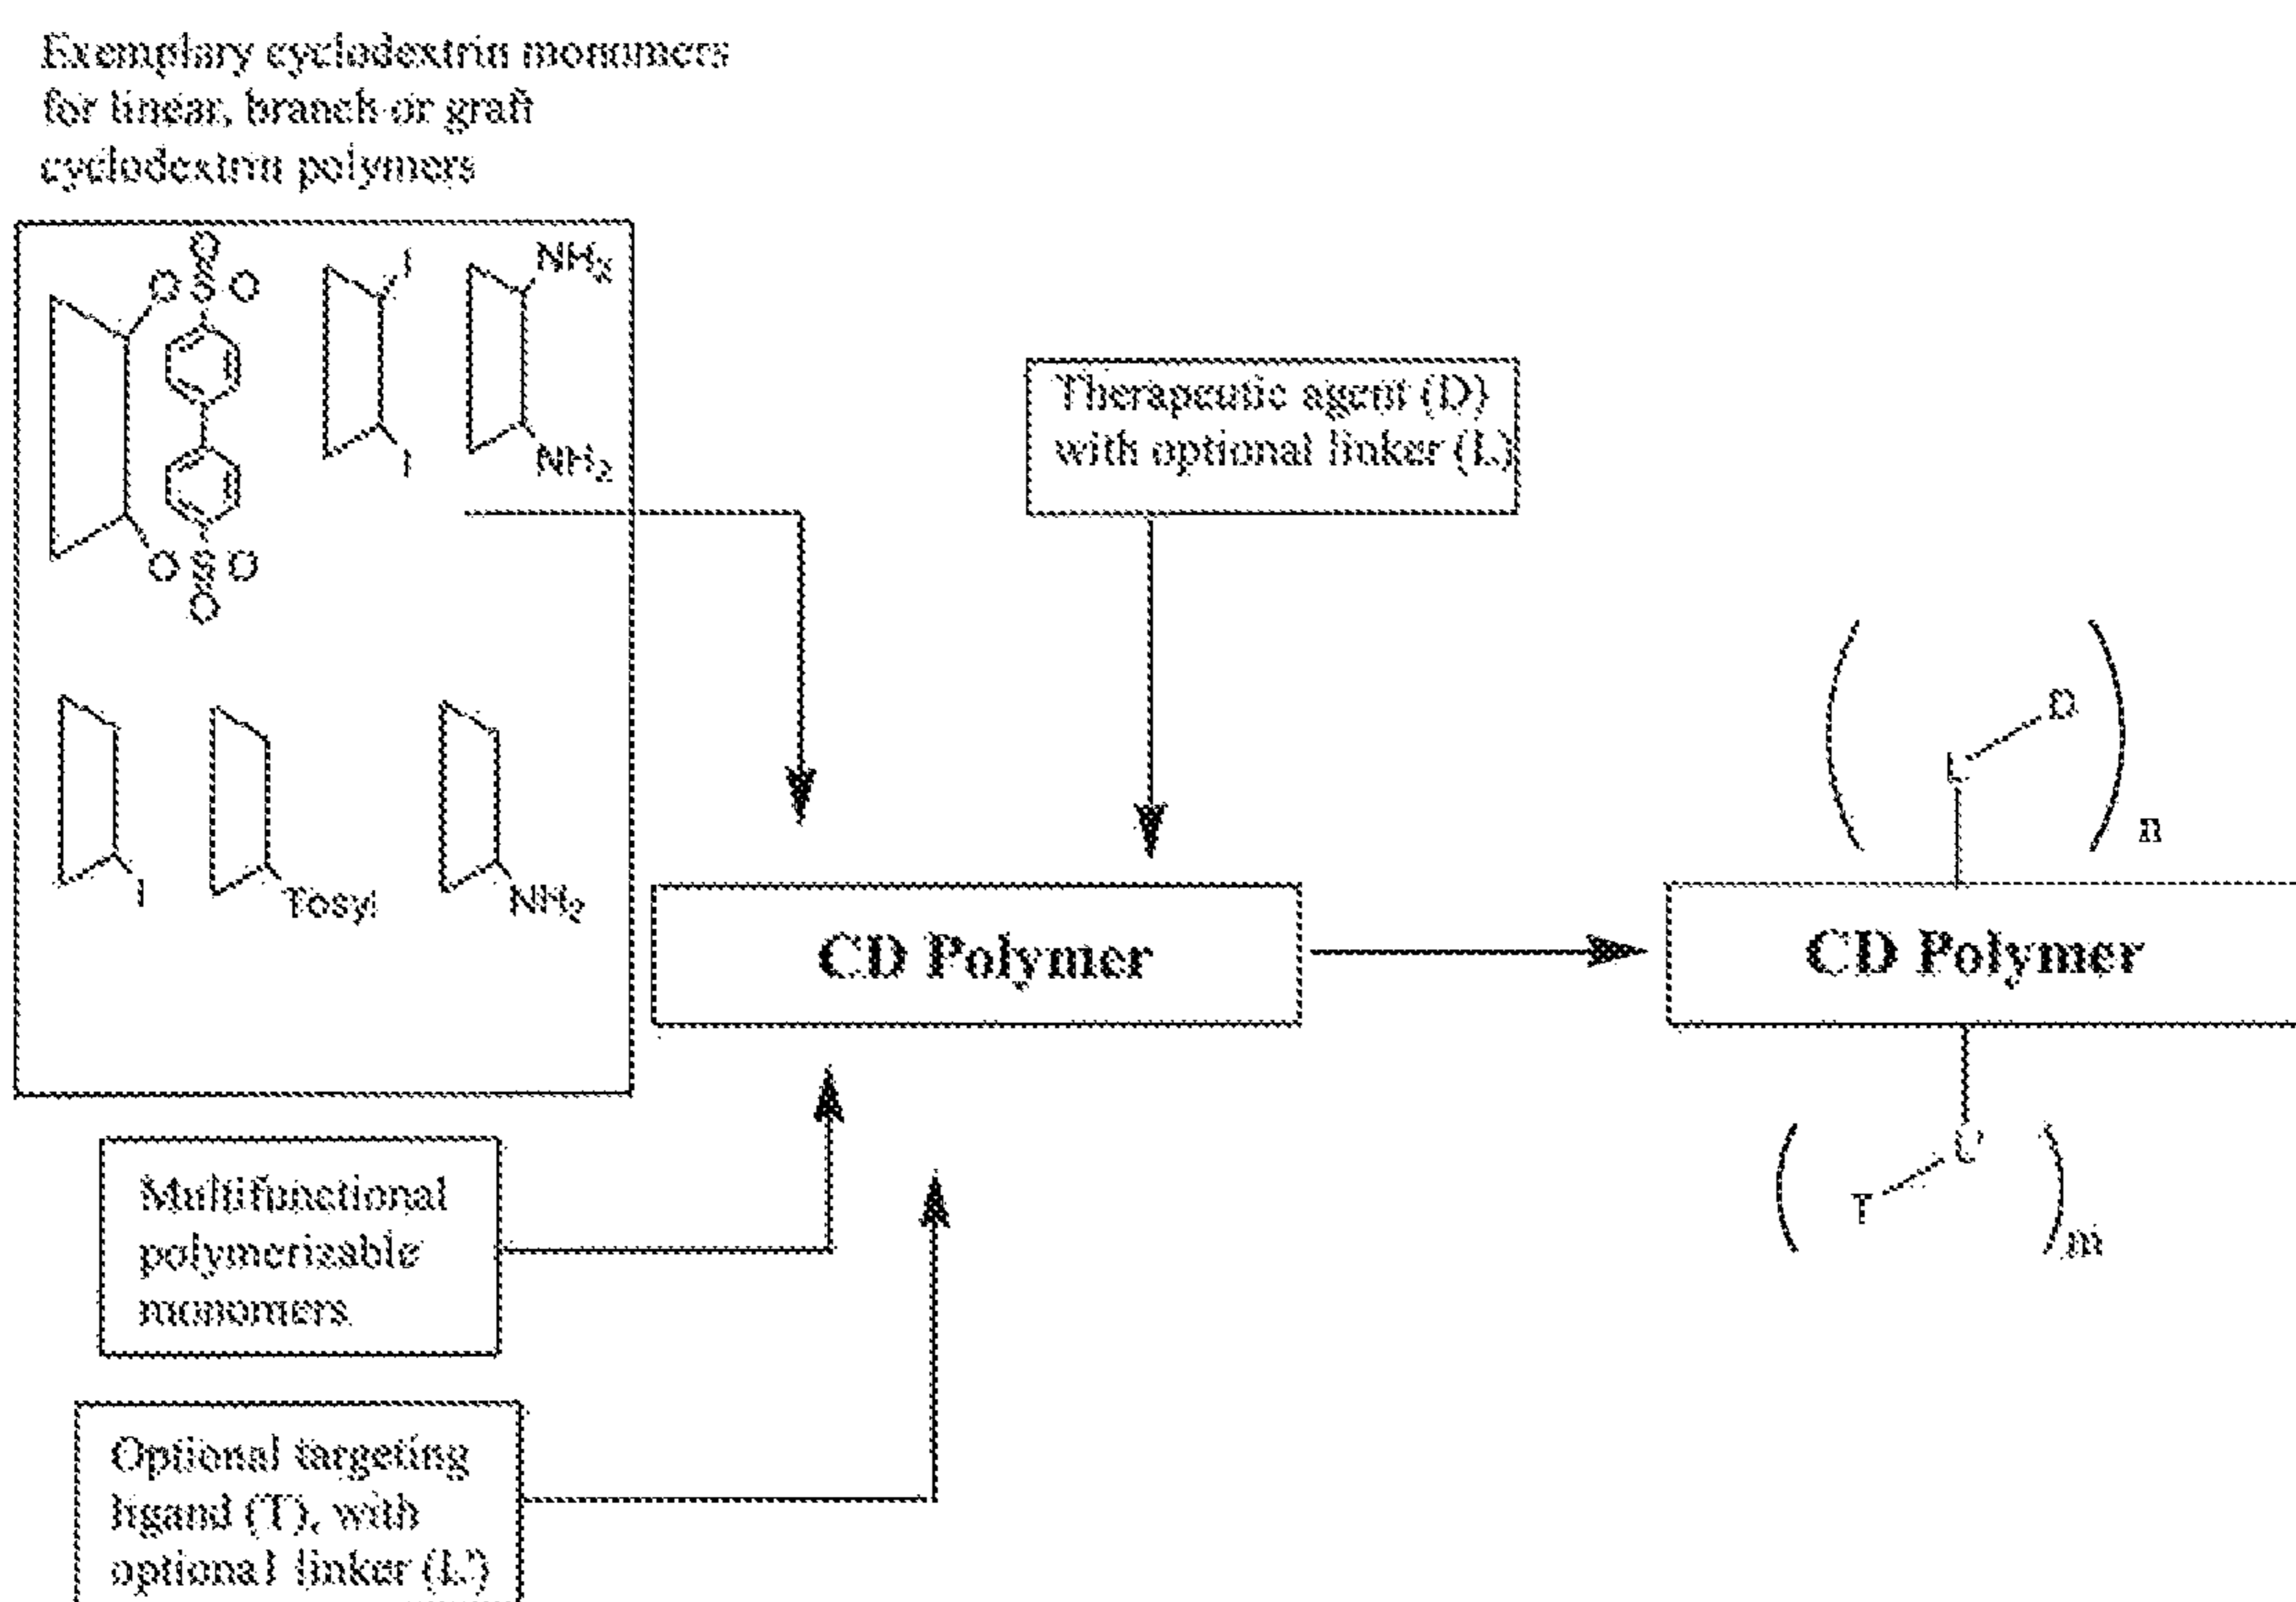 Exemplary cyclodextrin monomers
for linear, branch or graft
cyclodextrin polymers
O
O S O
O S O
O
I
I
NH2
NH2
I
Tosyl
NH2
Therapeutic agent (D)
with optional linker (L)
CD Polymer
Multifunctional
polymerizable
monomers
Optional targeting
ligand (T), with
optional linker (L')
D
L
n
CD Polymer
L'
T
m